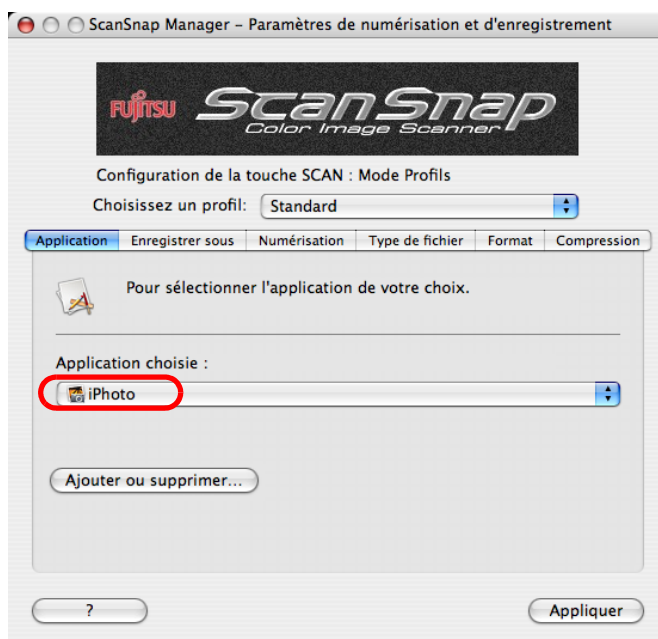 ScanSnap Manager – Paramètres de numérisation et d'enregistrement
FUJITSU ScanSnap
Color Image Scanner
Configuration de la touche SCAN : Mode Profils
Choisissez un profil: Standard
Application Enregistrer sous Numérisation Type de fichier Format Compression
Pour sélectionner l'application de votre choix.
Application choisie :
iPhoto
Ajouter ou supprimer...
? Appliquer